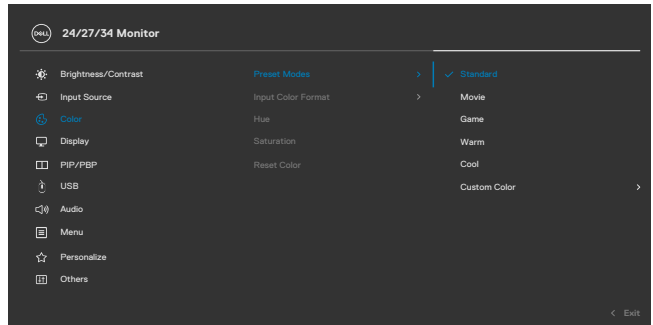 DELL 24/27/34 Monitor
Brightness/Contrast Preset Modes > ✓ Standard
Input Source Input Color Format > Movie
Color Hue Game
Display Saturation Warm
PIP/PBP Reset Color Cool
USB Custom Color >
Audio
Menu
Personalize
Others
< Exit